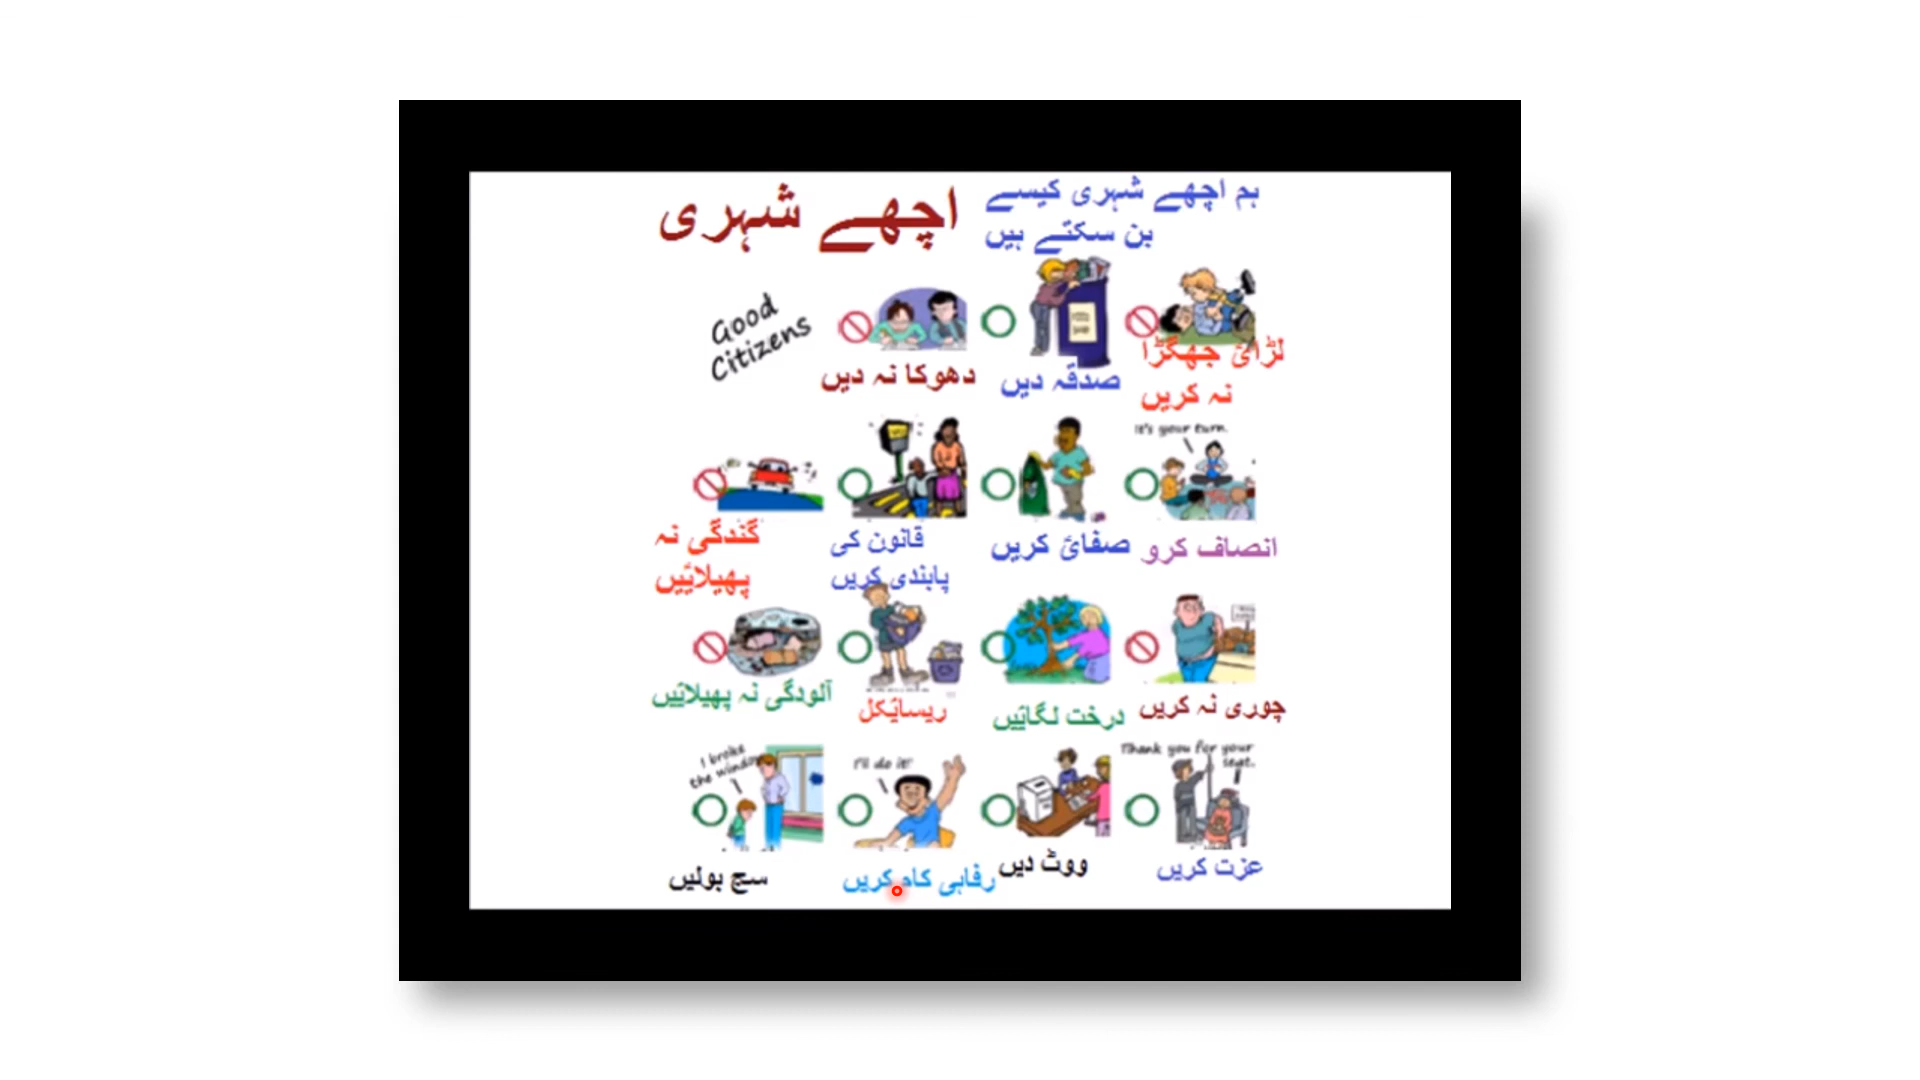 اچھے شہری
ہم اچھے شہری کیسے
بن سکتے ہیں
Good
Citizens
دھوکا نہ دیں
صدقہ دیں
لڑائ جھگڑا
نہ کریں
It's your turn.
گندگی نہ
پھیلائیں
قانون کی
پابندی کریں
صفائ کریں
انصاف کرو
آلودگی نہ پھیلائیں
ریسائکل
درخت لگائیں
چوری نہ کریں
I broke
the window
I'll do it!
Thank you for your
seat.
سچ بولیں
رفاہی کام کریں
ووٹ دیں
عزت کریں